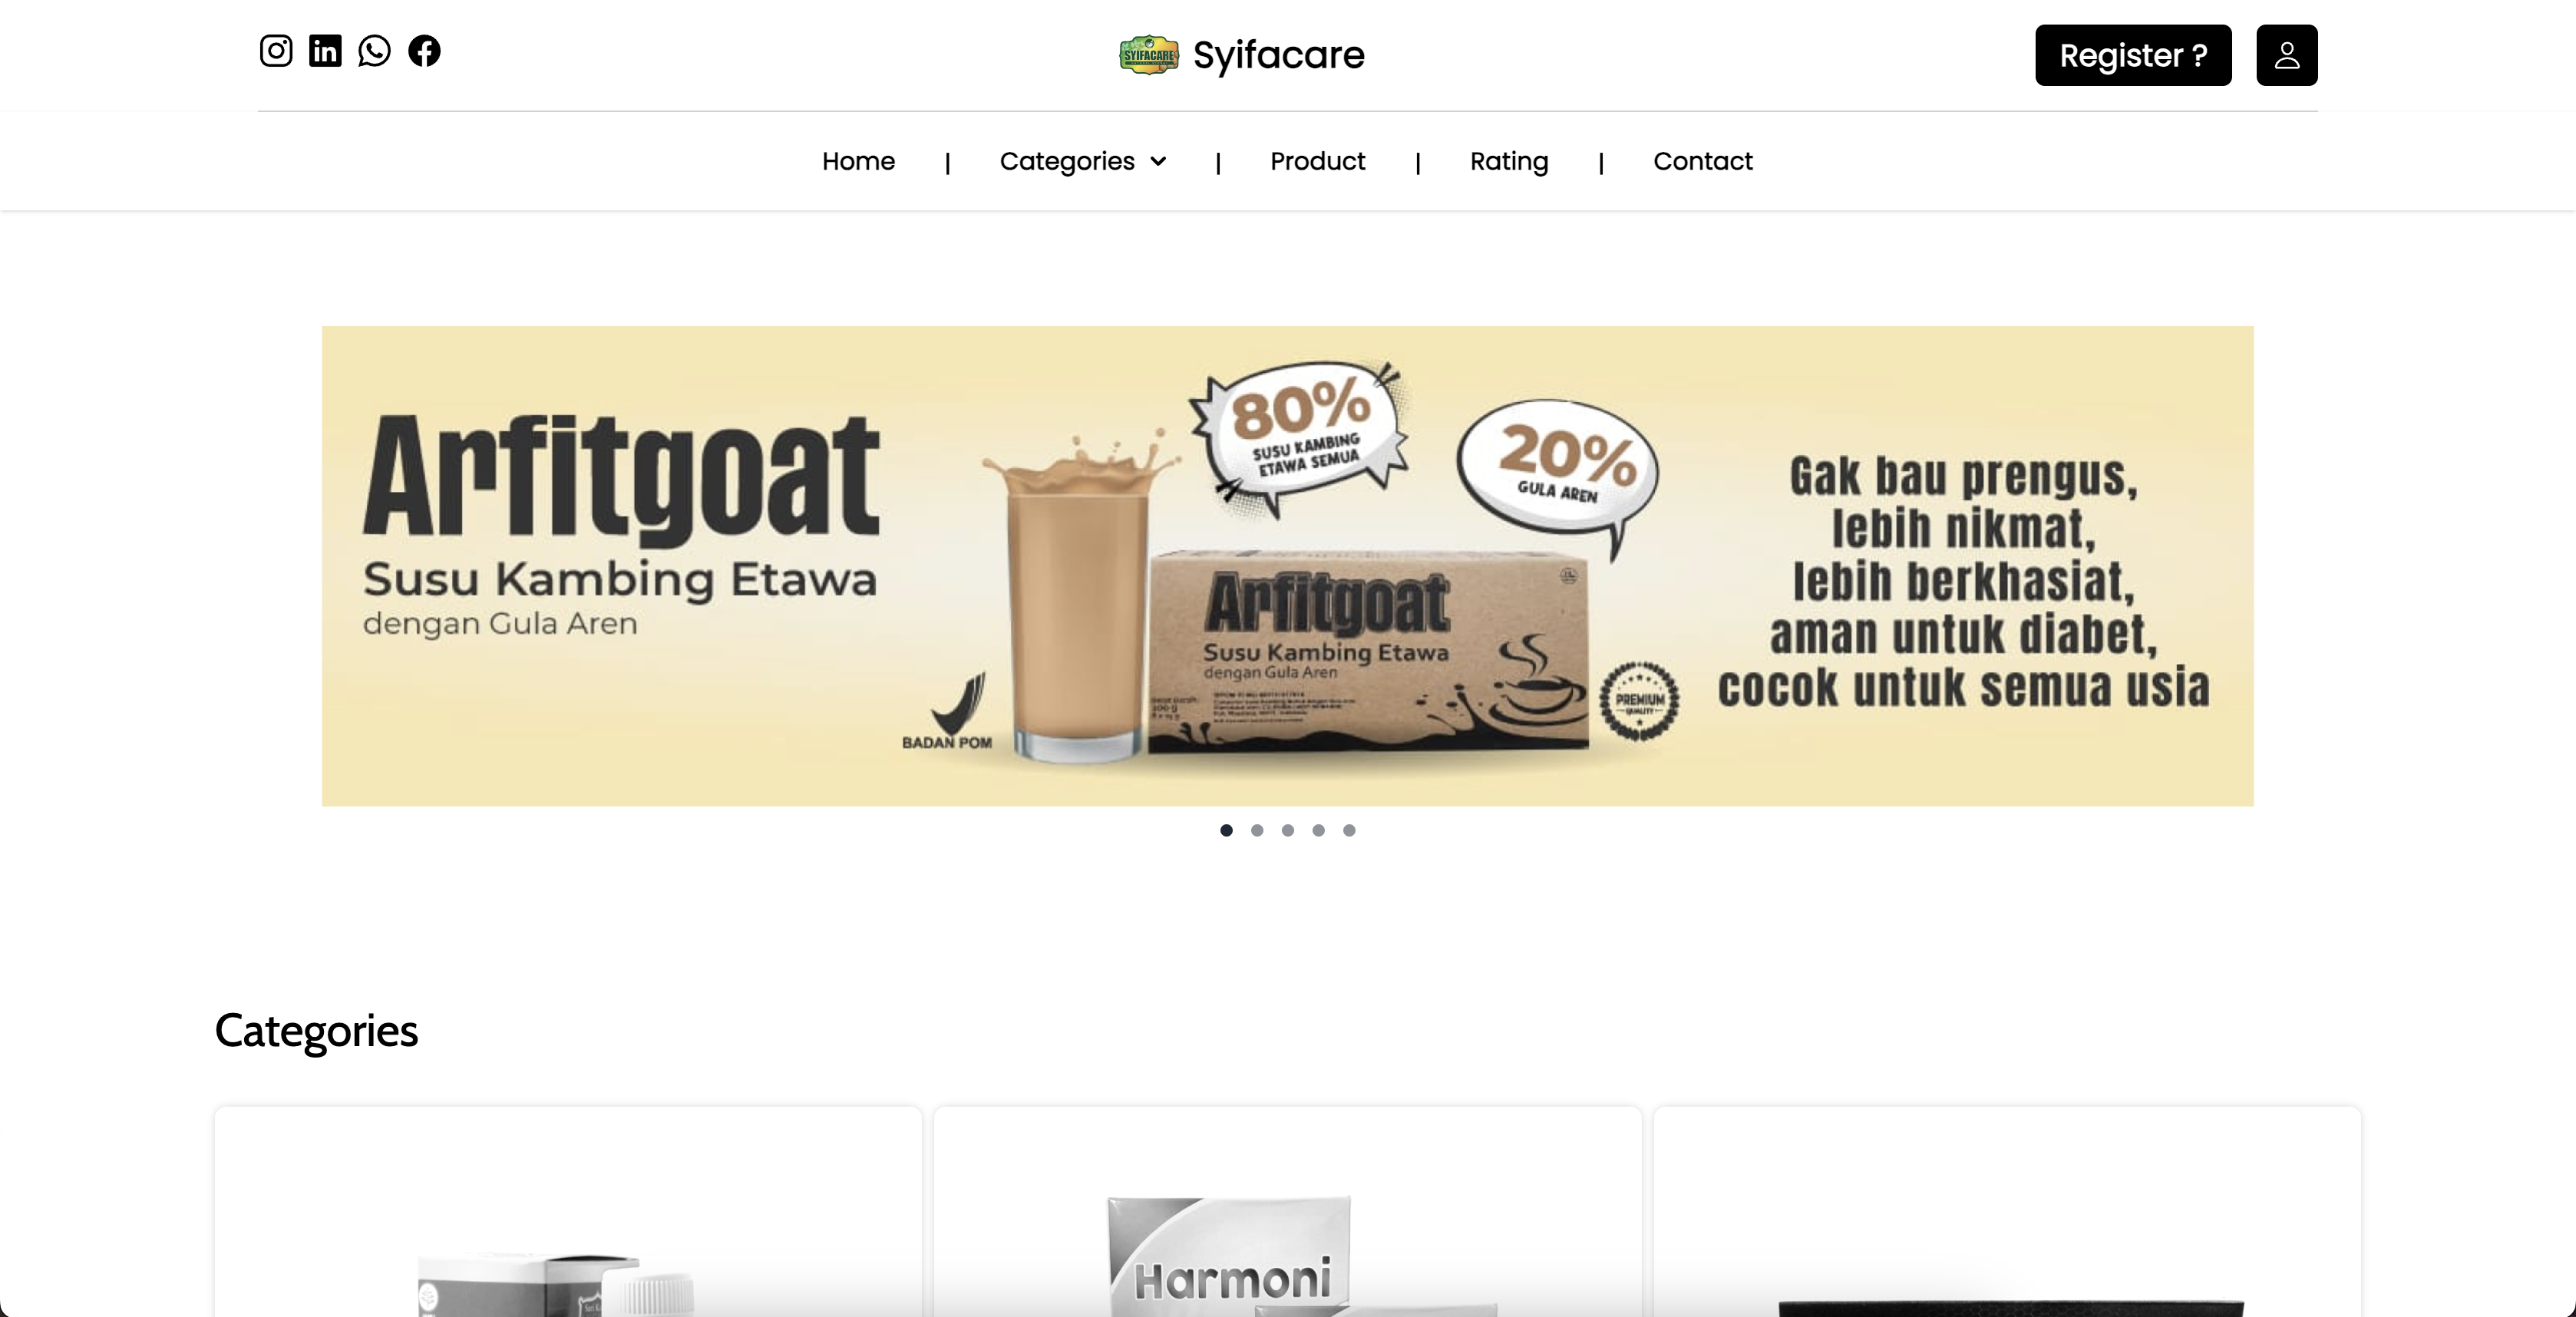 SYIFACARE
Syifacare
Register ?
Home | Categories | Product | Rating | Contact
Arfitgoat
Susu Kambing Etawa
dengan Gula Aren
80%
SUSU KAMBING
ETAWA SEMUA
20%
GULA AREN
Arfitgoat
Susu Kambing Etawa
dengan Gula Aren
BADAN POM
PREMIUM
QUALITY
Gak bau prengus,
lebih nikmat,
lebih berkhasiat,
aman untuk diabet,
cocok untuk semua usia
Categories
Harmoni